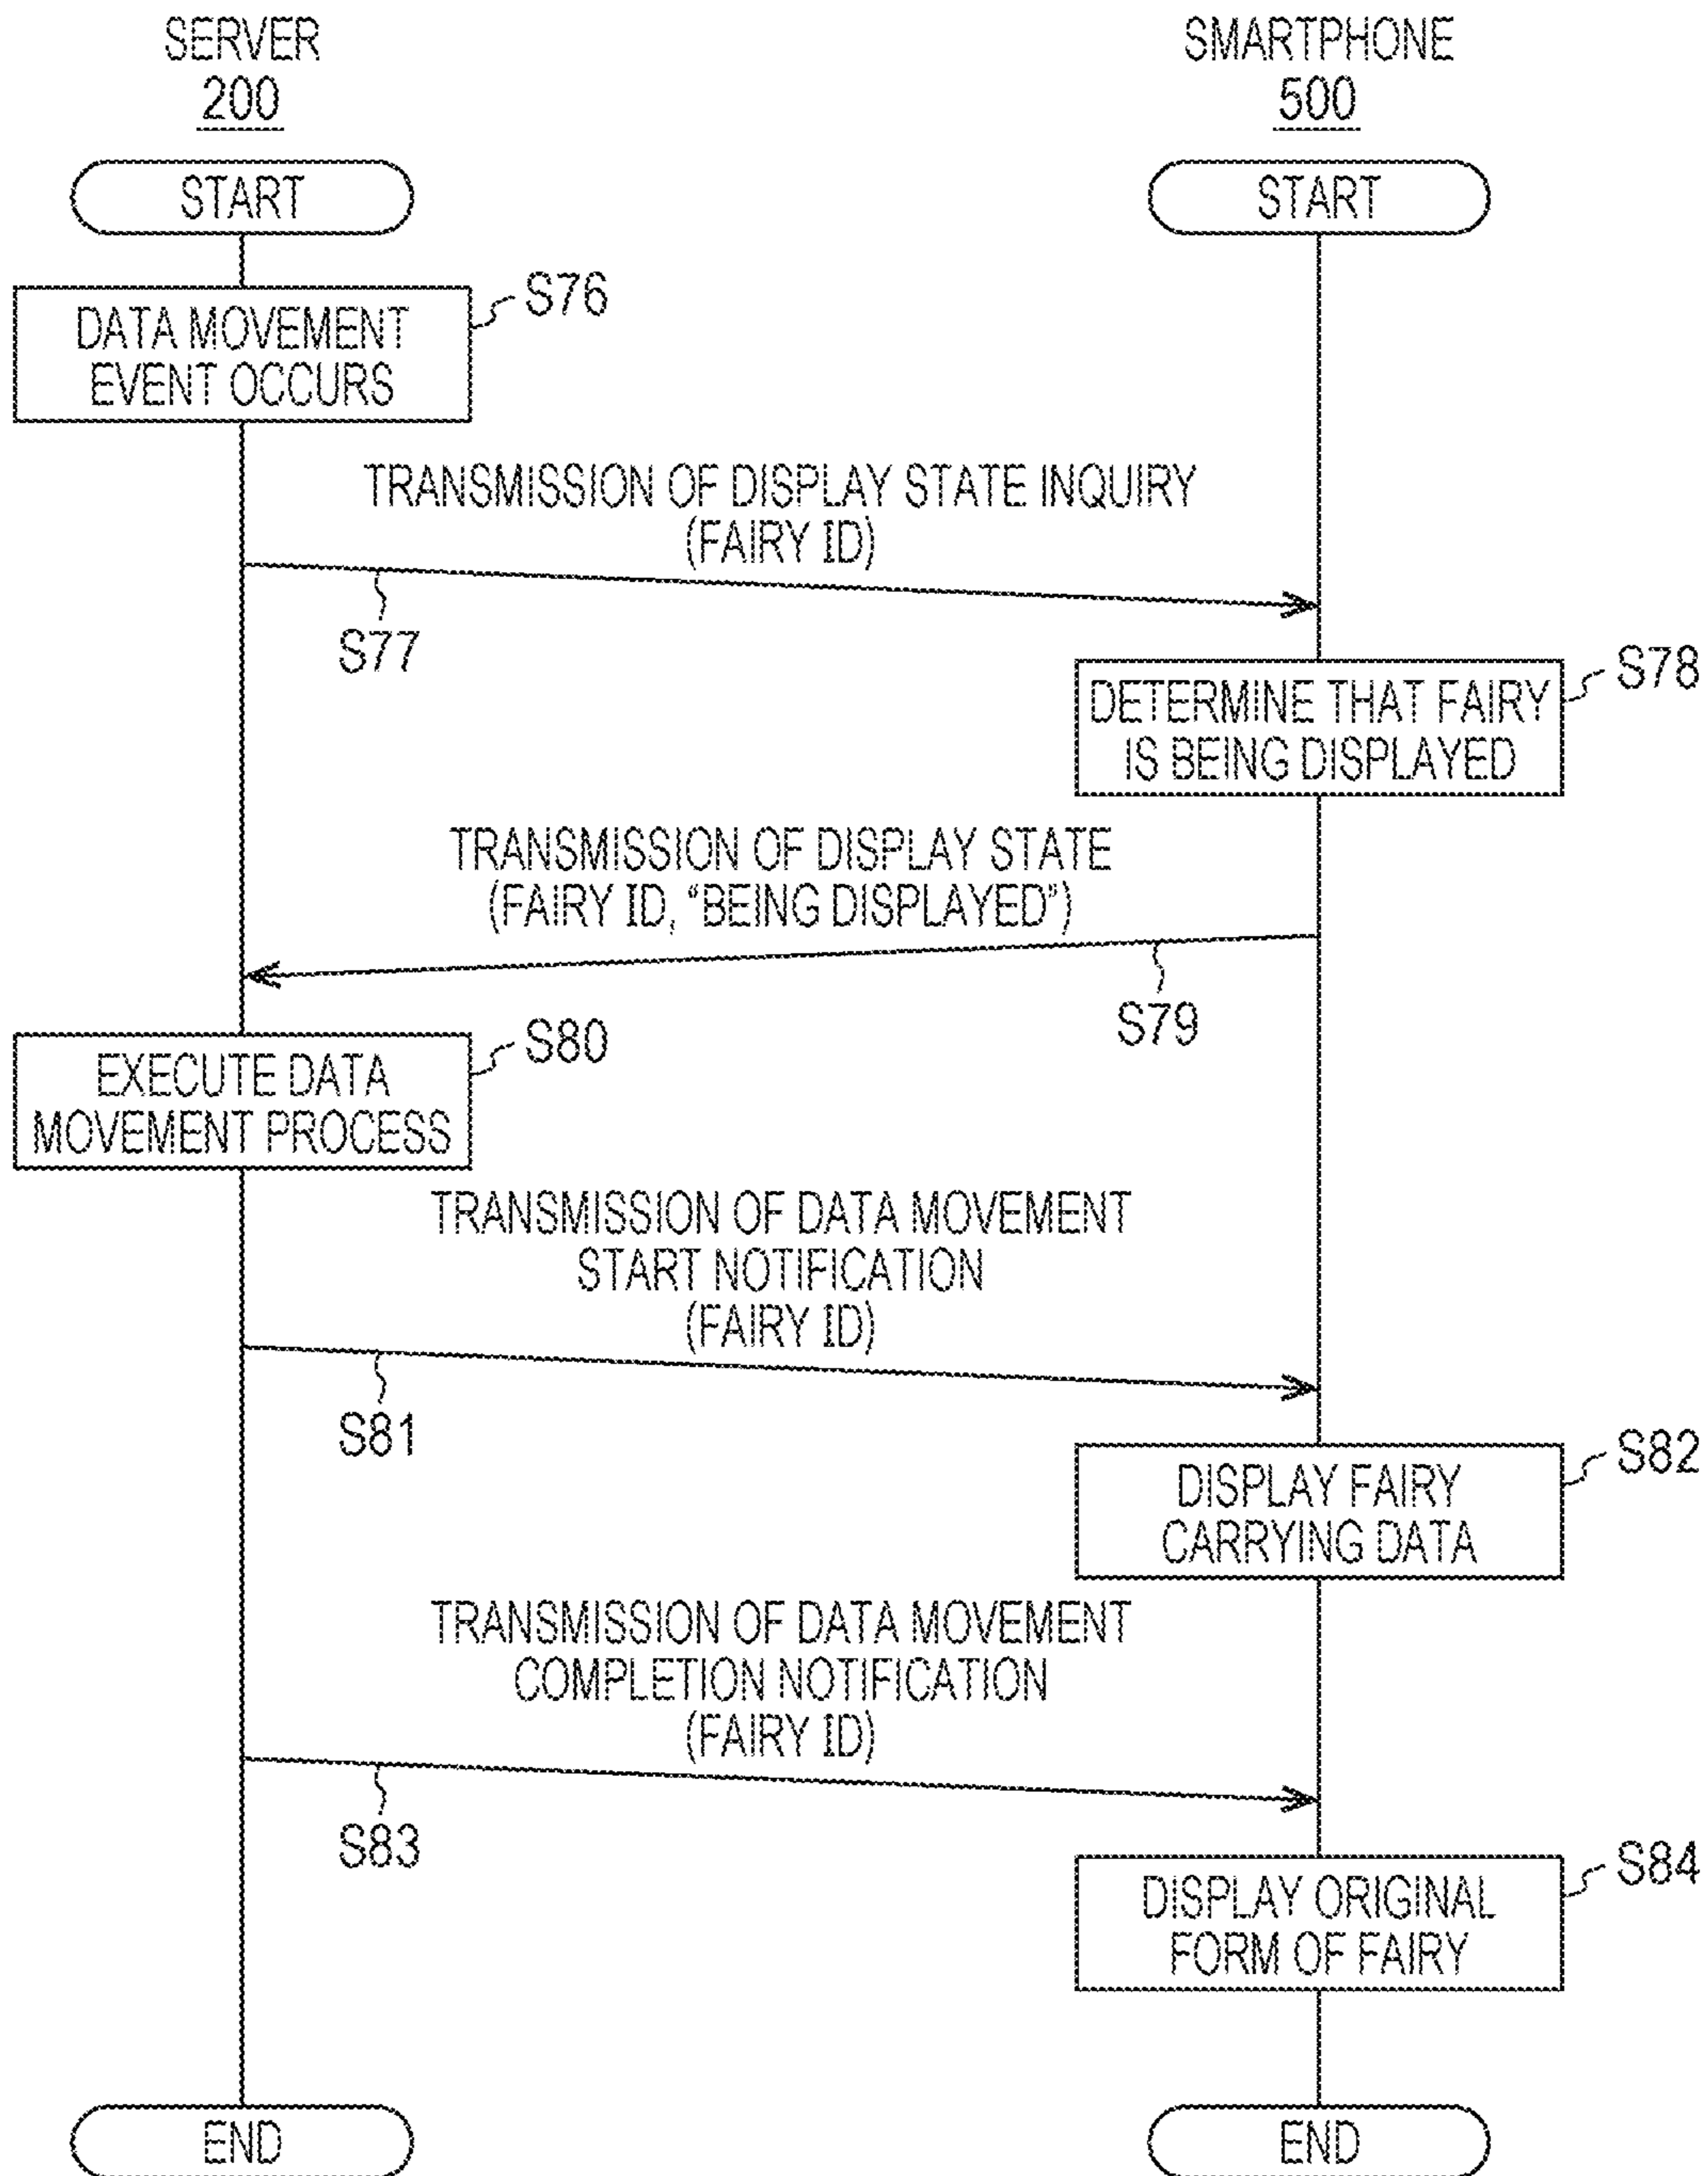 SERVER
200
SMARTPHONE
500
START
START
S76
DATA MOVEMENT
EVENT OCCURS
TRANSMISSION OF DISPLAY STATE INQUIRY
(FAIRY ID)
S77
S78
DETERMINE THAT FAIRY
IS BEING DISPLAYED
TRANSMISSION OF DISPLAY STATE
(FAIRY ID, “BEING DISPLAYED”)
S79
S80
EXECUTE DATA
MOVEMENT PROCESS
TRANSMISSION OF DATA MOVEMENT
START NOTIFICATION
(FAIRY ID)
S81
S82
DISPLAY FAIRY
CARRYING DATA
TRANSMISSION OF DATA MOVEMENT
COMPLETION NOTIFICATION
(FAIRY ID)
S83
S84
DISPLAY ORIGINAL
FORM OF FAIRY
END
END